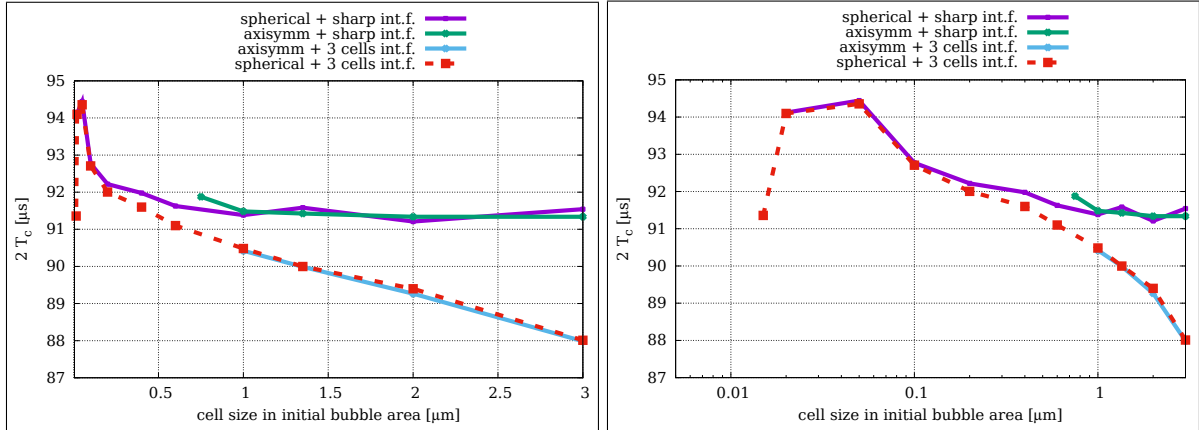 spherical + sharp int.f.
axisymm + sharp int.f.
axisymm + 3 cells int.f.
spherical + 3 cells int.f.
95
94
93
92
91
90
89
88
87
2 T_c [µs]
0.5 1 1.5 2 2.5 3
cell size in initial bubble area [µm]
spherical + sharp int.f.
axisymm + sharp int.f.
axisymm + 3 cells int.f.
spherical + 3 cells int.f.
95
94
93
92
91
90
89
88
87
2 T_c [µs]
0.01 0.1 1
cell size in initial bubble area [µm]